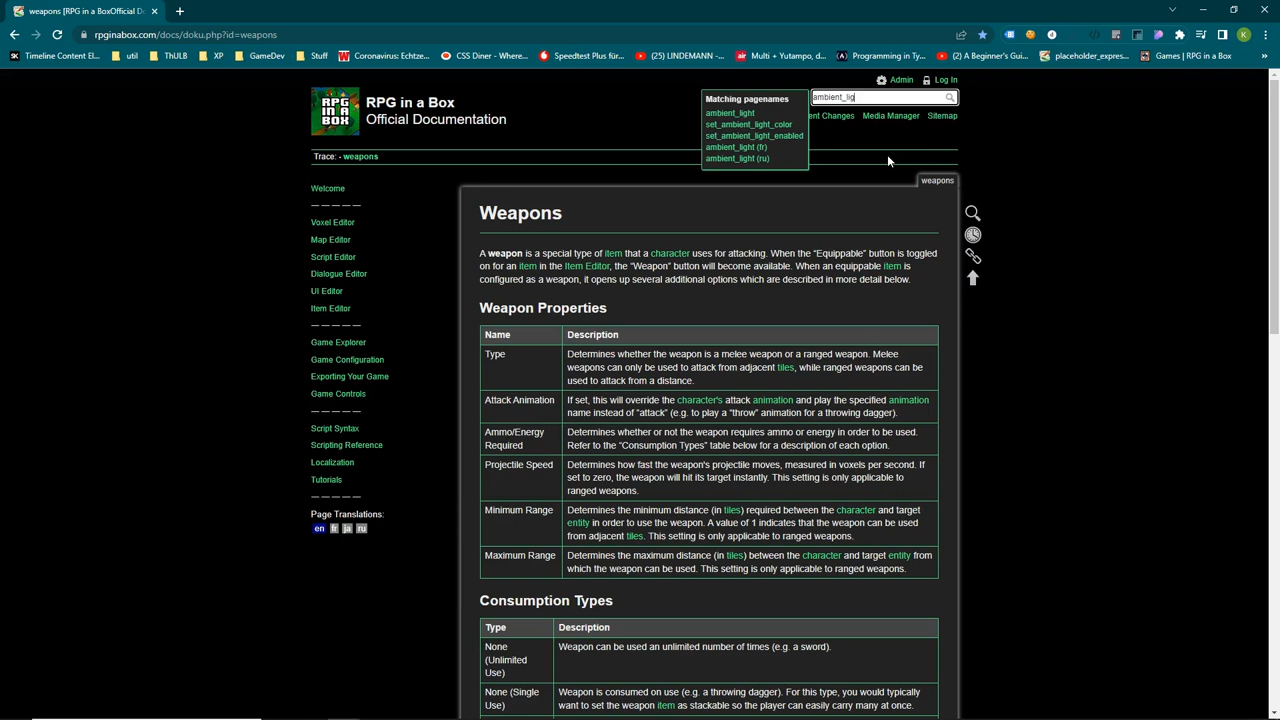 weapons [RPG in a BoxOfficial D
rpginabox.com/docs/doku.php?id=weapons
Timeline Content El...
util
ThULB
GameDev
Stuff
Coronavirus: Echtze...
CSS Diner - Where...
Speedtest Plus für...
(25) LINDEMANN -...
Multi + Yutampo, de...
Programming in Ty...
(2) A Beginner's Gui...
placeholder_expres...
Games | RPG in a Box
Admin
Log In
RPG in a Box
Official Documentation
ambient_lig
Matching pagenames
ambient_light
set_ambient_light_color
set_ambient_light_enabled
ambient_light (fr)
ambient_light (ru)
ent Changes
Media Manager
Sitemap
Trace: • weapons
weapons
Welcome
— — — — —
Voxel Editor
Map Editor
Script Editor
Dialogue Editor
UI Editor
Item Editor
— — — — —
Game Explorer
Game Configuration
Exporting Your Game
Game Controls
— — — — —
Script Syntax
Scripting Reference
Localization
Tutorials
— — — — —
Page Translations:
en fr ja ru
Weapons
A weapon is a special type of item that a character uses for attacking. When the “Equippable” button is toggled
on for an item in the Item Editor, the “Weapon” button will become available. When an equippable item is
configured as a weapon, it opens up several additional options which are described in more detail below.
Weapon Properties
Name
Description
Type
Determines whether the weapon is a melee weapon or a ranged weapon. Melee
weapons can only be used to attack from adjacent tiles, while ranged weapons can be
used to attack from a distance.
Attack Animation
If set, this will override the character's attack animation and play the specified animation
name instead of “attack” (e.g. to play a “throw” animation for a throwing dagger).
Ammo/Energy
Required
Determines whether or not the weapon requires ammo or energy in order to be used.
Refer to the “Consumption Types” table below for a description of each option.
Projectile Speed
Determines how fast the weapon's projectile moves, measured in voxels per second. If
set to zero, the weapon will hit its target instantly. This setting is only applicable to
ranged weapons.
Minimum Range
Determines the minimum distance (in tiles) required between the character and target
entity in order to use the weapon. A value of 1 indicates that the weapon can be used
from adjacent tiles. This setting is only applicable to ranged weapons.
Maximum Range
Determines the maximum distance (in tiles) between the character and target entity from
which the weapon can be used. This setting is only applicable to ranged weapons.
Consumption Types
Type
Description
None
(Unlimited
Use)
Weapon can be used an unlimited number of times (e.g. a sword).
None (Single
Use)
Weapon is consumed on use (e.g. a throwing dagger). For this type, you would typically
want to set the weapon item as stackable so the player can easily carry many at once.